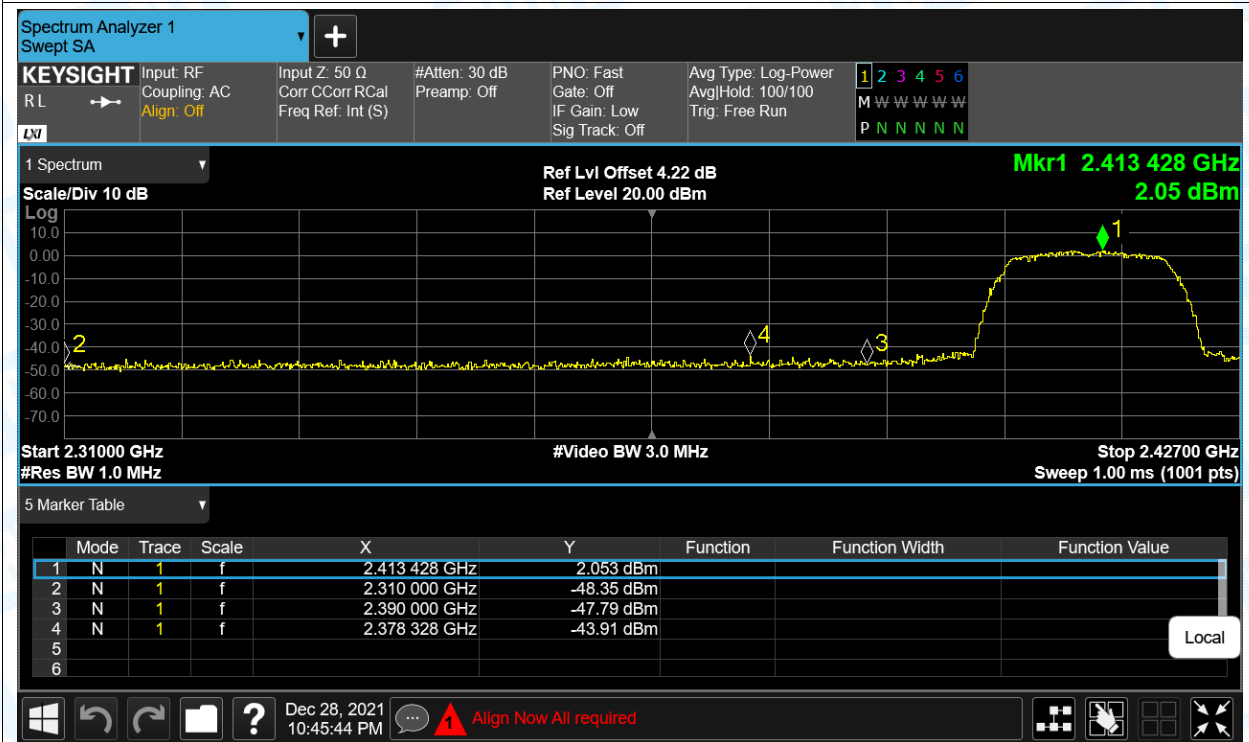 Spectrum Analyzer 1
Swept SA
KEYSIGHT Input: RF Input Z: 50 Ω #Atten: 30 dB PNO: Fast Avg Type: Log-Power 1 2 3 4 5 6
R L Coupling: AC Corr CCorr RCal Preamp: Off Gate: Off Avg|Hold: 100/100 M W W W W W W
Align: Off Freq Ref: Int (S) IF Gain: Low Trig: Free Run
LXI Sig Track: Off P N N N N N
1 Spectrum
Ref Lvl Offset 4.22 dB Mkr1 2.413 428 GHz
Scale/Div 10 dB Ref Level 20.00 dBm 2.05 dBm
Log
10.0
1
0.00
-10.0
-20.0
-30.0
-40.0 2 4 3
-50.0
-60.0
-70.0
Start 2.31000 GHz #Video BW 3.0 MHz Stop 2.42700 GHz
#Res BW 1.0 MHz Sweep 1.00 ms (1001 pts)
5 Marker Table
Mode Trace Scale X Y Function Function Width Function Value
1 N 1 f 2.413 428 GHz 2.053 dBm
2 N 1 f 2.310 000 GHz -48.35 dBm
3 N 1 f 2.390 000 GHz -47.79 dBm
4 N 1 f 2.378 328 GHz -43.91 dBm
5
6
Local
? Dec 28, 2021
10:45:44 PM 1 Align Now All required